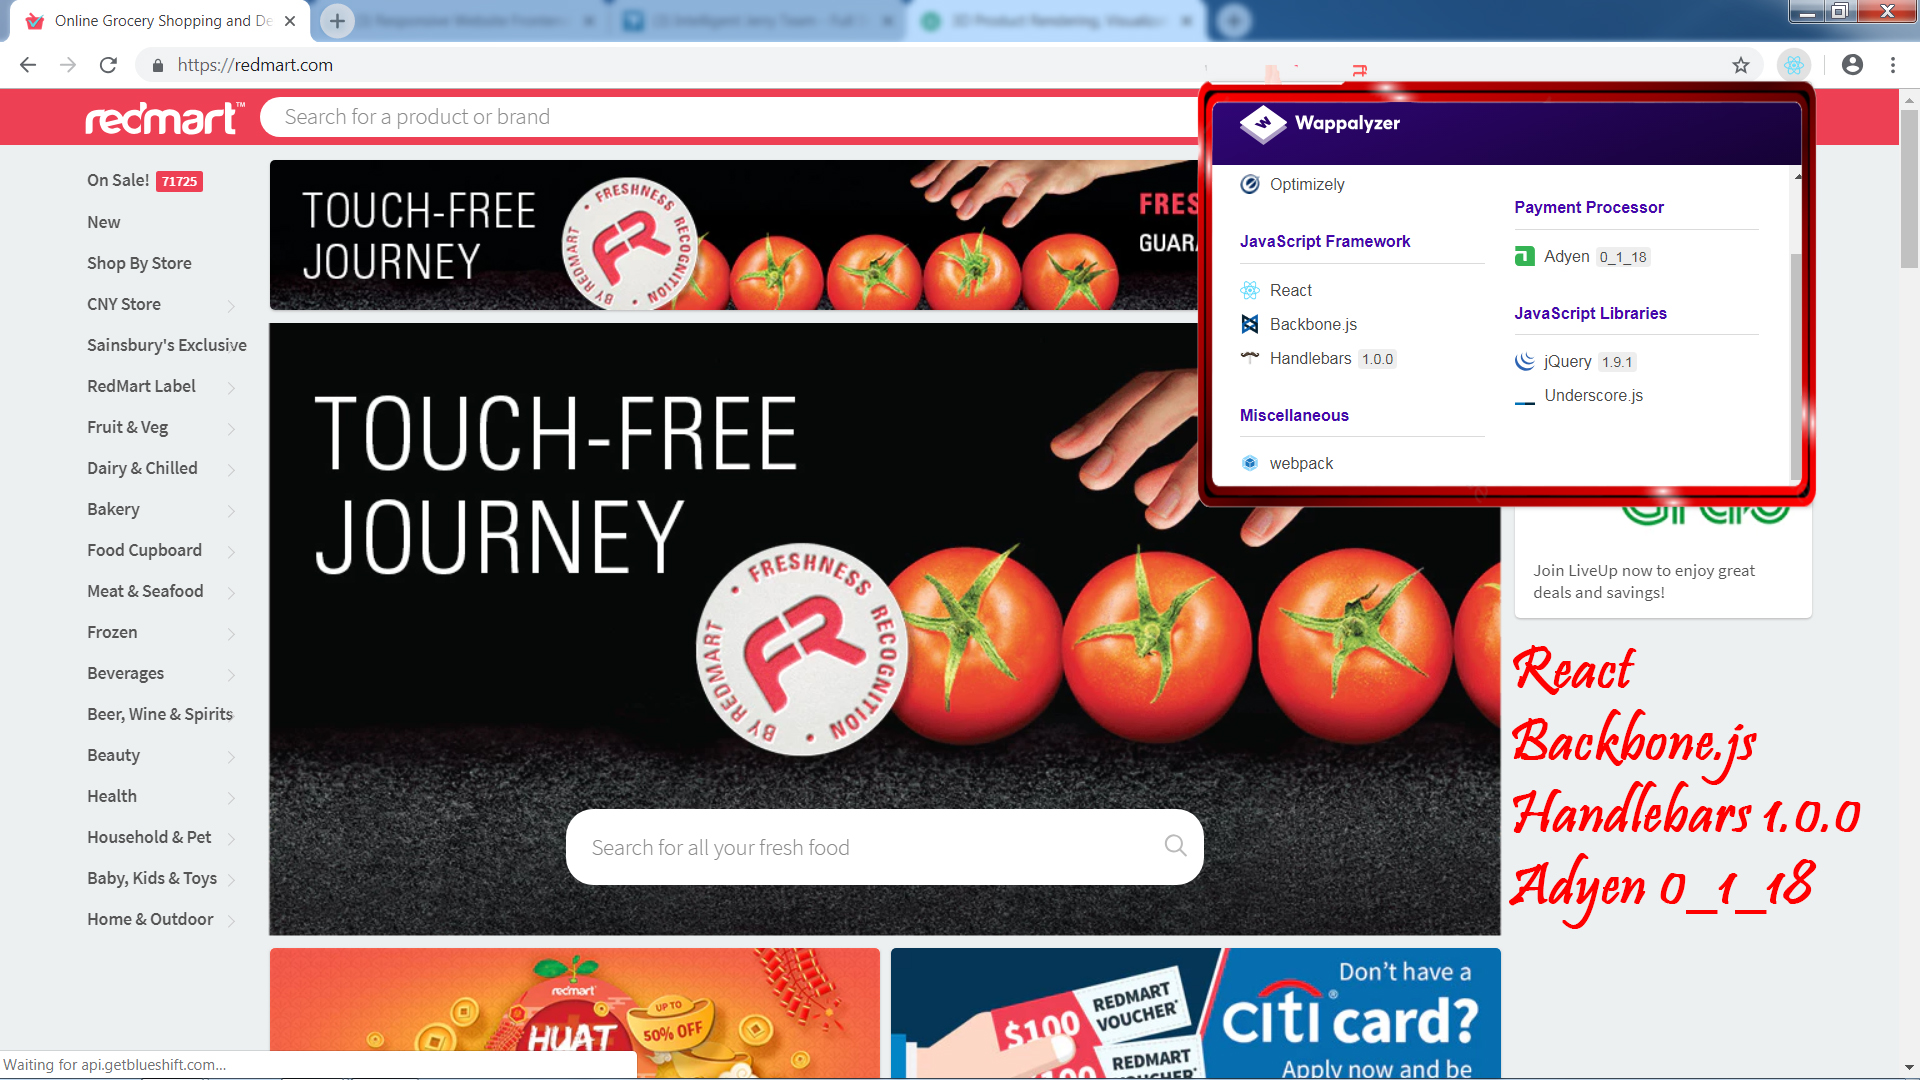 Online Grocery Shopping and De
https://redmart.com
redmart™
Search for a product or brand
On Sale! 71725
New
Shop By Store
CNY Store
Sainsbury's Exclusive
RedMart Label
Fruit & Veg
Dairy & Chilled
Bakery
Food Cupboard
Meat & Seafood
Frozen
Beverages
Beer, Wine & Spirits
Beauty
Health
Household & Pet
Baby, Kids & Toys
Home & Outdoor
TOUCH-FREE
JOURNEY
FRESHNESS RECOGNITION
BY REDMART
FR
FRES
GUAR
TOUCH-FREE
JOURNEY
FRESHNESS RECOGNITION
BY REDMART
FR
Search for all your fresh food
Wappalyzer
Optimizely
JavaScript Framework
React
Backbone.js
Handlebars 1.0.0
Miscellaneous
webpack
Payment Processor
Adyen 0_1_18
JavaScript Libraries
jQuery 1.9.1
Underscore.js
Join LiveUp now to enjoy great
deals and savings!
React
Backbone.js
Handlebars 1.0.0
Adyen 0_1_18
redmart
HUAT
UP TO
50% OFF
$100
REDMART
VOUCHER
REDMART
Don't have a
citi® card?
Apply now and be
Waiting for api.getblueshift.com...